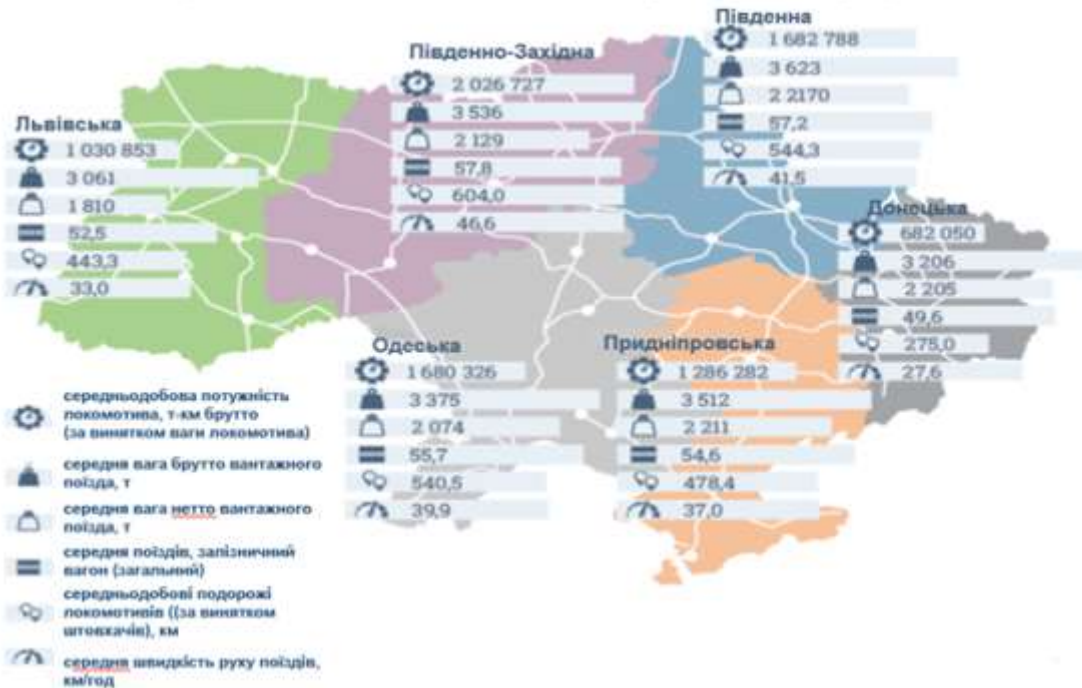 Південна
1 682 788
3 623
2 2170
57,2
544,3
41,5
Південно-Західна
2 026 727
3 536
2 129
57,8
604,0
46,6
Львівська
1 030 853
3 061
1 810
52,5
443,3
33,0
Донецька
682 050
3 206
2 205
49,6
275,0
27,6
Одеська
1 680 326
3 375
2 074
55,7
540,5
39,9
Придніпровська
1 286 282
3 512
2 211
54,6
478,4
37,0
середньодобова потужність
локомотива, т-км брутто
(за винятком ваги локомотива)
середня вага брутто вантажного
поїзда, т
середня вага нетто вантажного
поїзда, т
середня поїздів, залізничний
вагон (загальний)
середньодобові подорожі
локомотивів ((за винятком
штовхачів), км
середня швидкість руху поїздів,
км/год